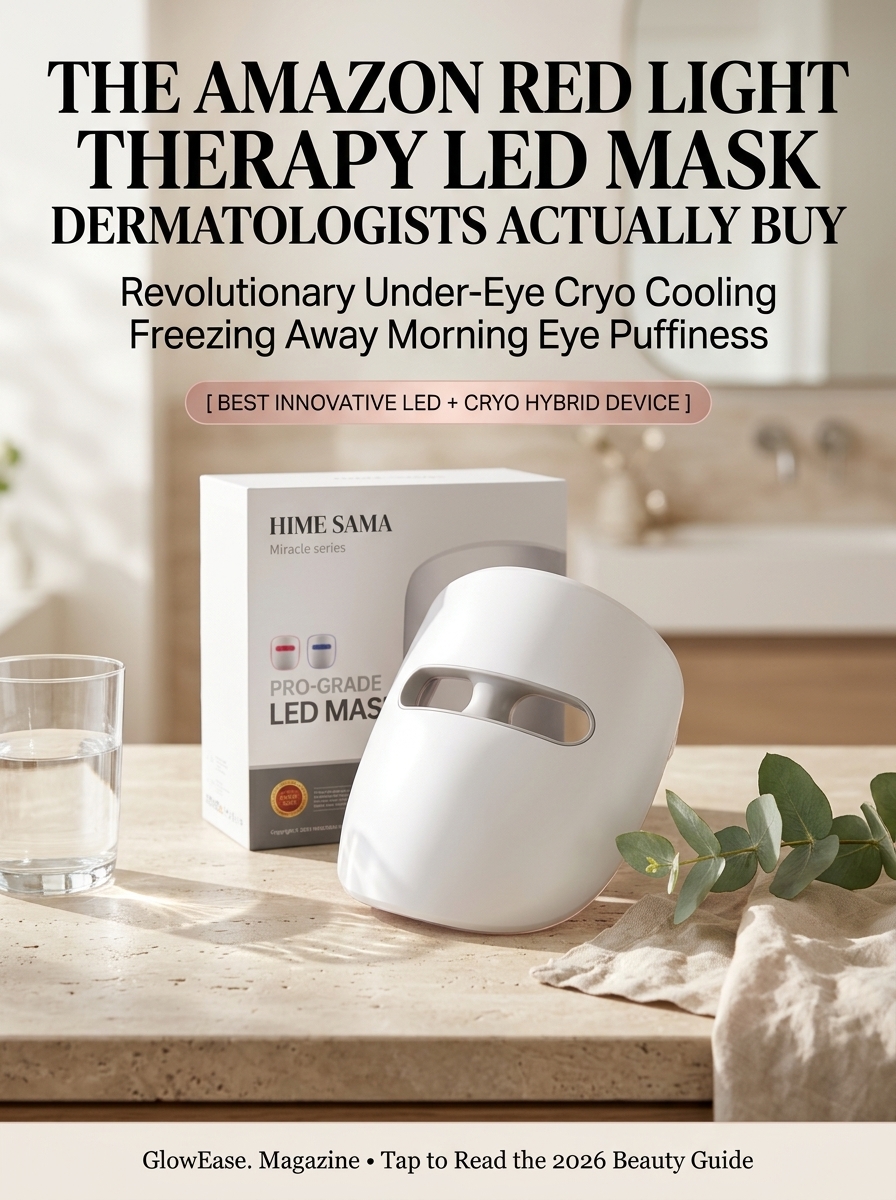 THE AMAZON RED LIGHT
THERAPY LED MASK
DERMATOLOGISTS ACTUALLY BUY
Revolutionary Under-Eye Cryo Cooling
Freezing Away Morning Eye Puffiness
[ BEST INNOVATIVE LED + CRYO HYBRID DEVICE ]
HIME SAMA
Miracle series
PRO-GRADE
LED MAS
GlowEase. Magazine • Tap to Read the 2026 Beauty Guide